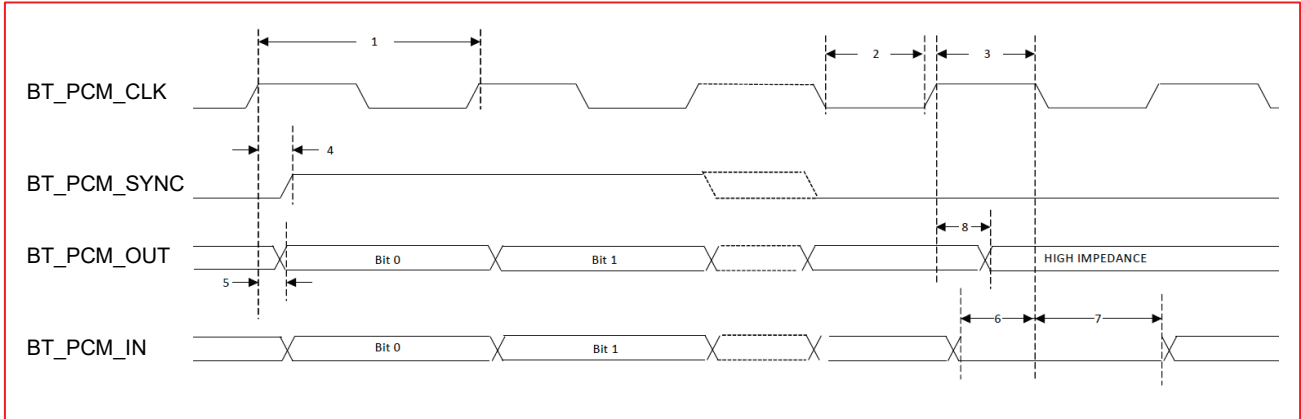 1
2
3
BT_PCM_CLK
4
BT_PCM_SYNC
8
BT_PCM_OUT
Bit 0
Bit 1
HIGH IMPEDANCE
5
6
7
BT_PCM_IN
Bit 0
Bit 1